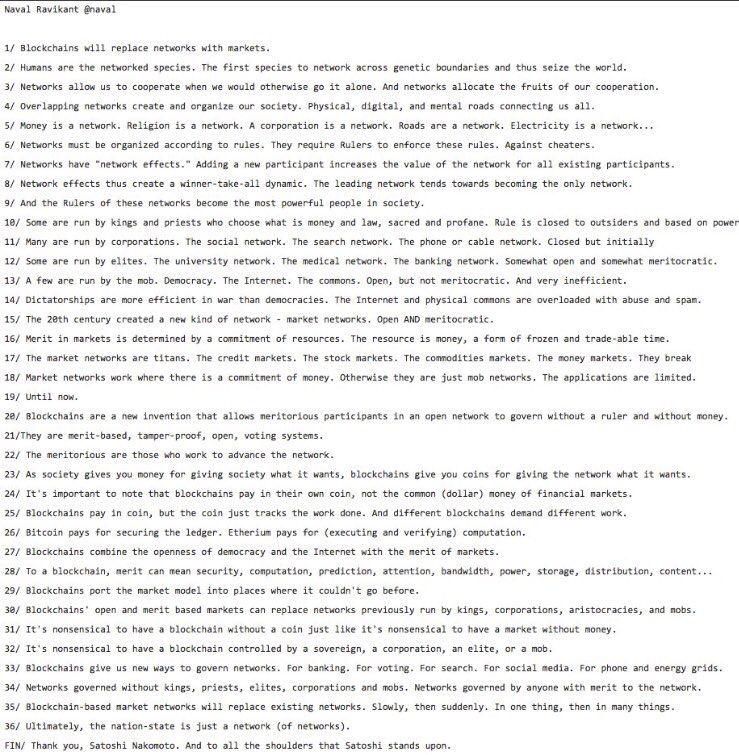 Naval Ravikant @naval
1/ Blockchains will replace networks with markets.
2/ Humans are the networked species. The first species to network across genetic boundaries and thus seize the world.
3/ Networks allow us to cooperate when we would otherwise go it alone. And networks allocate the fruits of our cooperation.
4/ Overlapping networks create and organize our society. Physical, digital, and mental roads connecting us all.
5/ Money is a network. Religion is a network. A corporation is a network. Roads are a network. Electricity is a network...
6/ Networks must be organized according to rules. They require Rulers to enforce these rules. Against cheaters.
7/ Networks have "network effects." Adding a new participant increases the value of the network for all existing participants.
8/ Network effects thus create a winner-take-all dynamic. The leading network tends towards becoming the only network.
9/ And the Rulers of these networks become the most powerful people in society.
10/ Some are run by kings and priests who choose what is money and law, sacred and profane. Rule is closed to outsiders and based on power
11/ Many are run by corporations. The social network. The search network. The phone or cable network. Closed but initially
12/ Some are run by elites. The university network. The medical network. The banking network. Somewhat open and somewhat meritocratic.
13/ A few are run by the mob. Democracy. The Internet. The commons. Open, but not meritocratic. And very inefficient.
14/ Dictatorships are more efficient in war than democracies. The Internet and physical commons are overloaded with abuse and spam.
15/ The 20th century created a new kind of network - market networks. Open AND meritocratic.
16/ Merit in markets is determined by a commitment of resources. The resource is money, a form of frozen and trade-able time.
17/ The market networks are titans. The credit markets. The stock markets. The commodities markets. The money markets. They break
18/ Market networks work where there is a commitment of money. Otherwise they are just mob networks. The applications are limited.
19/ Until now.
20/ Blockchains are a new invention that allows meritorious participants in an open network to govern without a ruler and without money.
21/They are merit-based, tamper-proof, open, voting systems.
22/ The meritorious are those who work to advance the network.
23/ As society gives you money for giving society what it wants, blockchains give you coins for giving the network what it wants.
24/ It's important to note that blockchains pay in their own coin, not the common (dollar) money of financial markets.
25/ Blockchains pay in coin, but the coin just tracks the work done. And different blockchains demand different work.
26/ Bitcoin pays for securing the ledger. Etherium pays for (executing and verifying) computation.
27/ Blockchains combine the openness of democracy and the Internet with the merit of markets.
28/ To a blockchain, merit can mean security, computation, prediction, attention, bandwidth, power, storage, distribution, content...
29/ Blockchains port the market model into places where it couldn't go before.
30/ Blockchains' open and merit based markets can replace networks previously run by kings, corporations, aristocracies, and mobs.
31/ It's nonsensical to have a blockchain without a coin just like it's nonsensical to have a market without money.
32/ It's nonsensical to have a blockchain controlled by a sovereign, a corporation, an elite, or a mob.
33/ Blockchains give us new ways to govern networks. For banking. For voting. For search. For social media. For phone and energy grids.
34/ Networks governed without kings, priests, elites, corporations and mobs. Networks governed by anyone with merit to the network.
35/ Blockchain-based market networks will replace existing networks. Slowly, then suddenly. In one thing, then in many things.
36/ Ultimately, the nation-state is just a network (of networks).
FIN/ Thank you, Satoshi Nakomoto. And to all the shoulders that Satoshi stands upon.